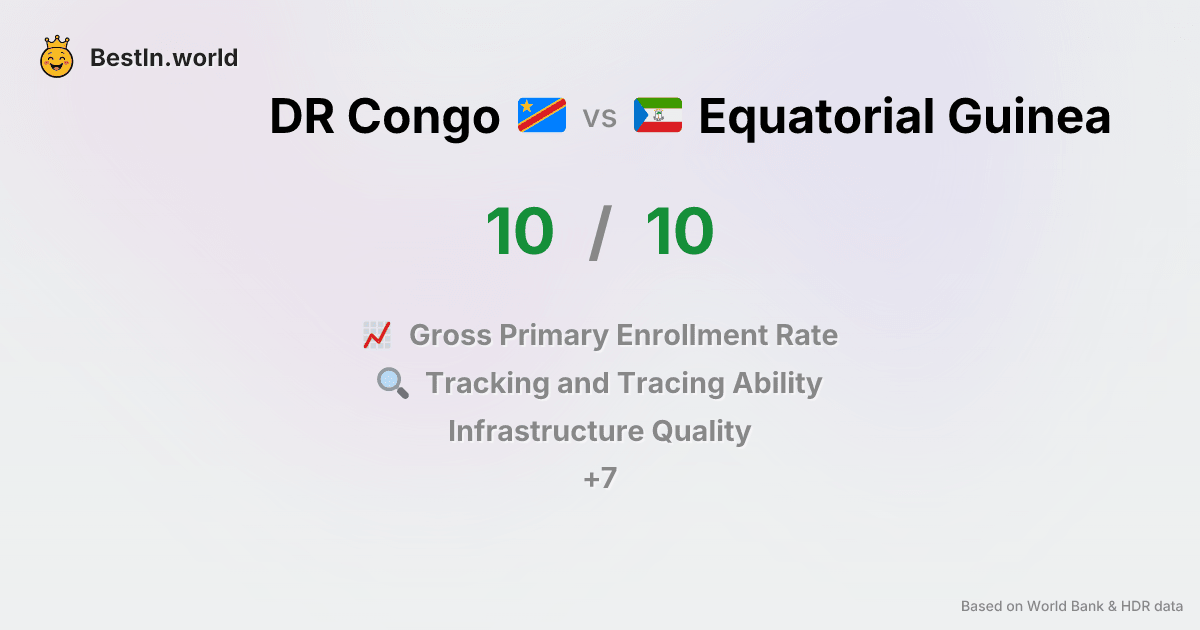 BestIn.world
DR Congo vs Equatorial Guinea
10 / 10
Gross Primary Enrollment Rate
Tracking and Tracing Ability
Infrastructure Quality
+7
Based on World Bank & HDR data